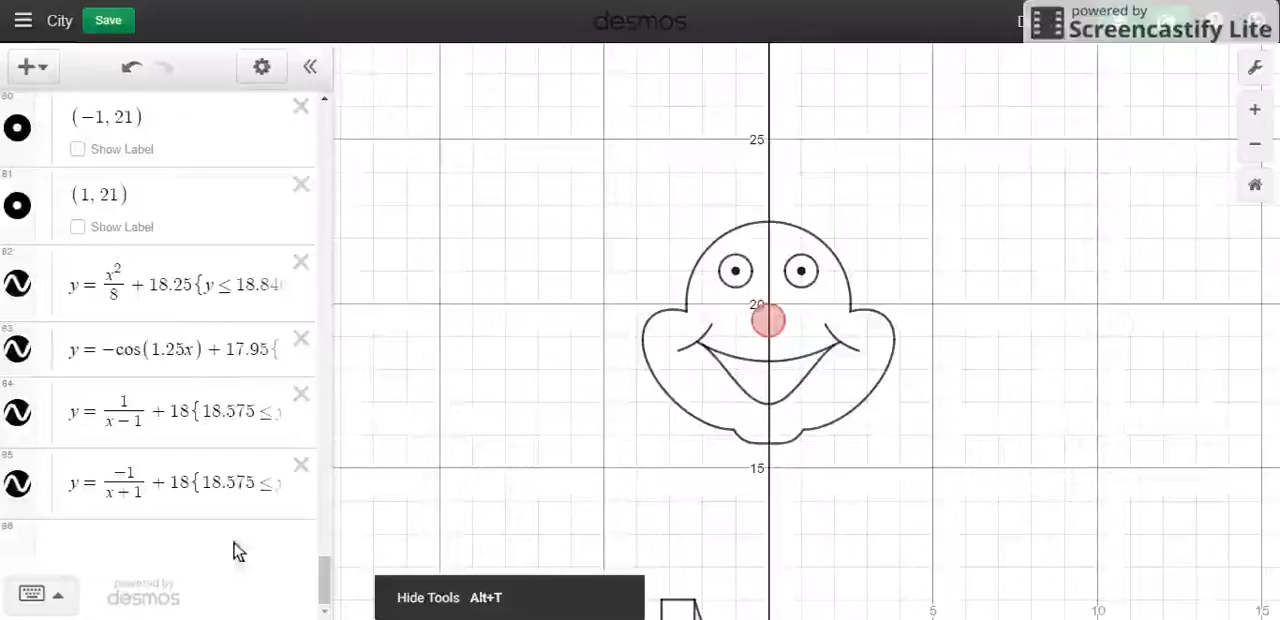 City
Save
desmos
powered by
Screencastify Lite
80
(−1, 21)
Show Label
81
(1, 21)
Show Label
82
y = x²/8 + 18.25{y ≤ 18.84
83
y = −cos(1.25x) + 17.95{
84
y = 1/(x − 1) + 18{18.575 ≤
85
y = −1/(x + 1) + 18{18.575 ≤
86
powered by
desmos
25
20
15
5
10
15
Hide Tools Alt+T